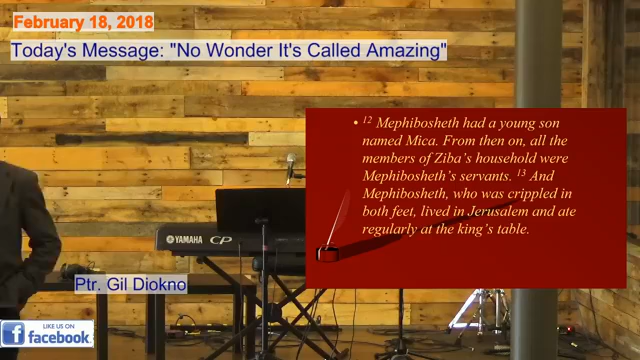 February 18, 2018
Today's Message: "No Wonder It's Called Amazing"
• 12 Mephibosheth had a young son
named Mica. From then on, all the
members of Ziba's household were
Mephibosheth's servants. 13 And
Mephibosheth, who was crippled in
both feet, lived in Jerusalem and ate
regularly at the king's table.
YAMAHA CP
Ptr. Gil Diokno
LIKE US ON
facebook